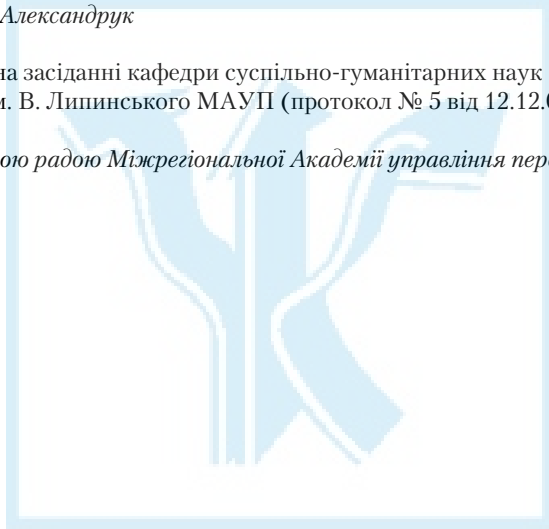 Александрук
на засіданні кафедри суспільно-гуманітарних наук
м. В. Липинського МАУП (протокол № 5 від 12.12.0
ою радою Міжрегіональної Академії управління пер